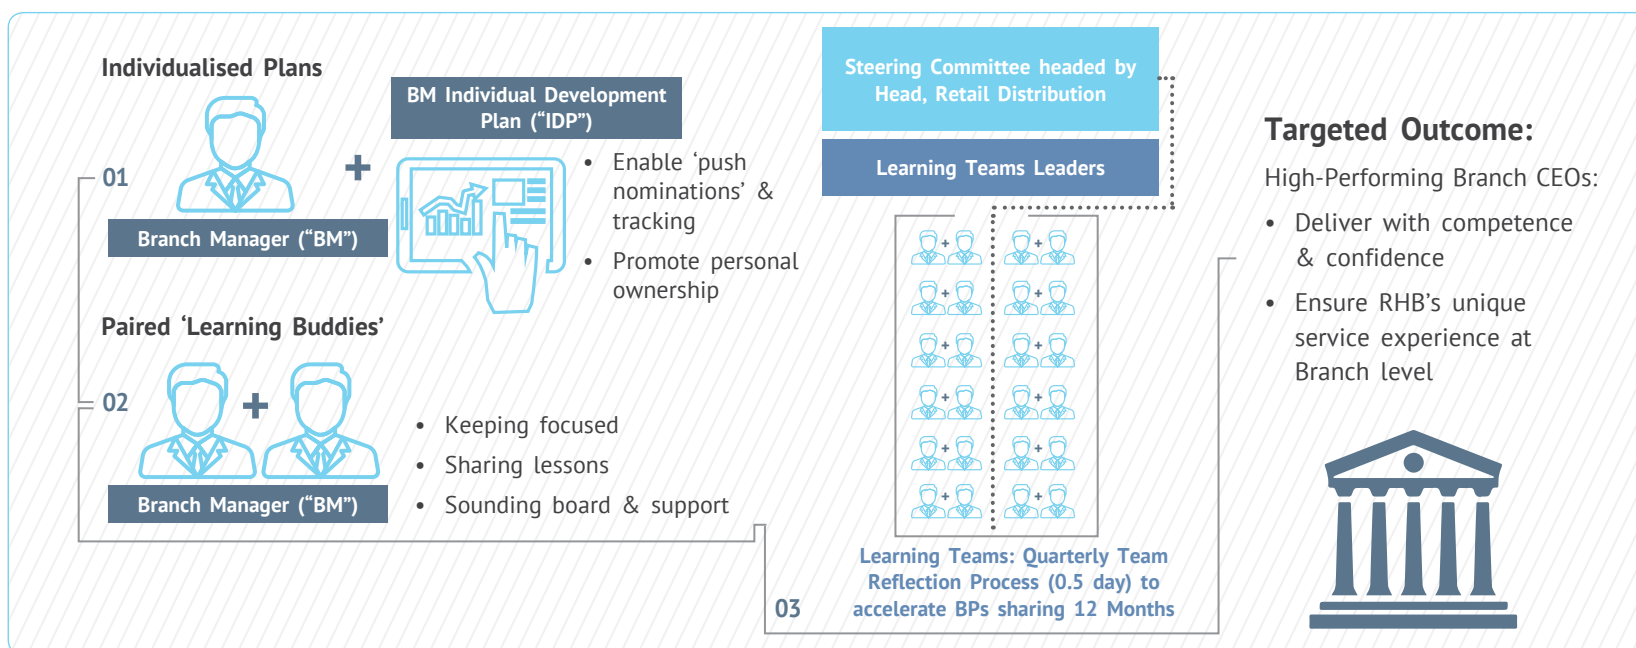 Individualised Plans
01
Branch Manager (“BM”)
+
BM Individual Development
Plan (“IDP”)
• Enable ‘push
nominations’ &
tracking
• Promote personal
ownership
Paired ‘Learning Buddies’
02
+
Branch Manager (“BM”)
• Keeping focused
• Sharing lessons
• Sounding board & support
03
Steering Committee headed by
Head, Retail Distribution
Learning Teams Leaders
+ +
+ +
+ +
+ +
+ +
+ +
Learning Teams: Quarterly Team
Reflection Process (0.5 day) to
accelerate BPs sharing 12 Months
Targeted Outcome:
High-Performing Branch CEOs:
• Deliver with competence
& confidence
• Ensure RHB’s unique
service experience at
Branch level